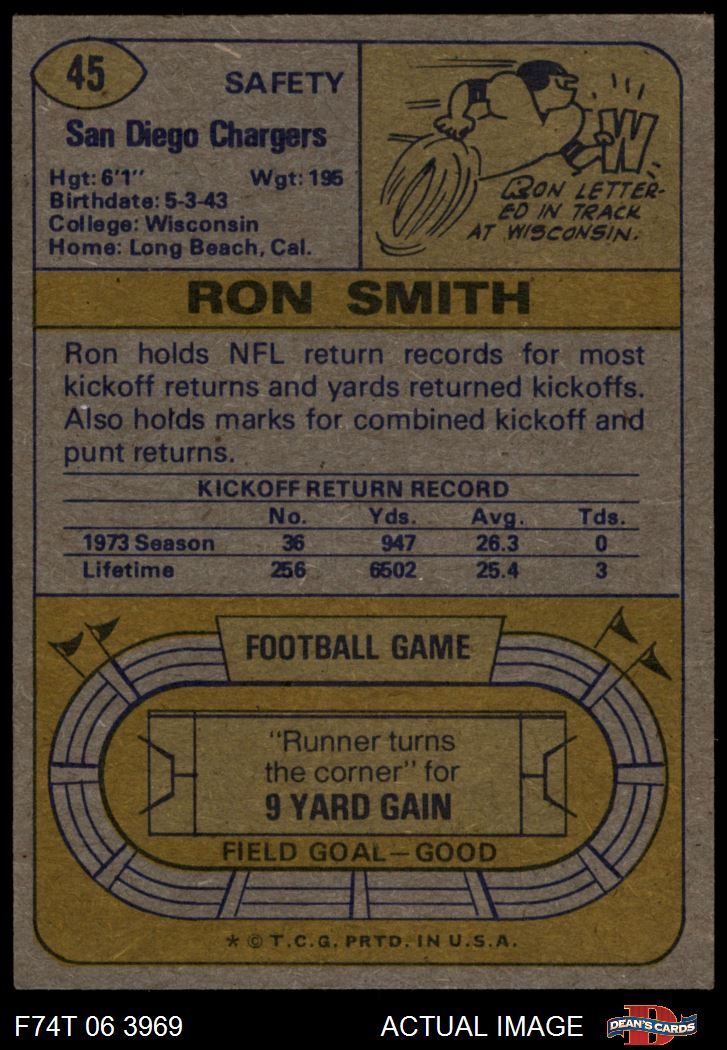 45
SAFETY
San Diego Chargers
Hgt: 6'1" Wgt: 195
Birthdate: 5-3-43
College: Wisconsin
Home: Long Beach, Cal.
W
RON LETTER-
ED IN TRACK
AT WISCONSIN.
RON SMITH
Ron holds NFL return records for most
kickoff returns and yards returned kickoffs.
Also holds marks for combined kickoff and
punt returns.
KICKOFF RETURN RECORD
No. Yds. Avg. Tds.
1973 Season 36 947 26.3 0
Lifetime 256 6502 25.4 3
FOOTBALL GAME
"Runner turns
the corner" for
9 YARD GAIN
FIELD GOAL—GOOD
* © T.C.G. PRTD. IN U.S.A.
F74T 06 3969 ACTUAL IMAGE
D
DEAN'S CARDS